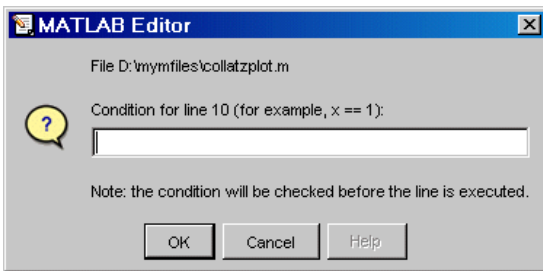 MATLAB Editor
File D:\mymfiles\collatzplot.m
?
Condition for line 10 (for example, x == 1):
Note: the condition will be checked before the line is executed.
OK Cancel Help